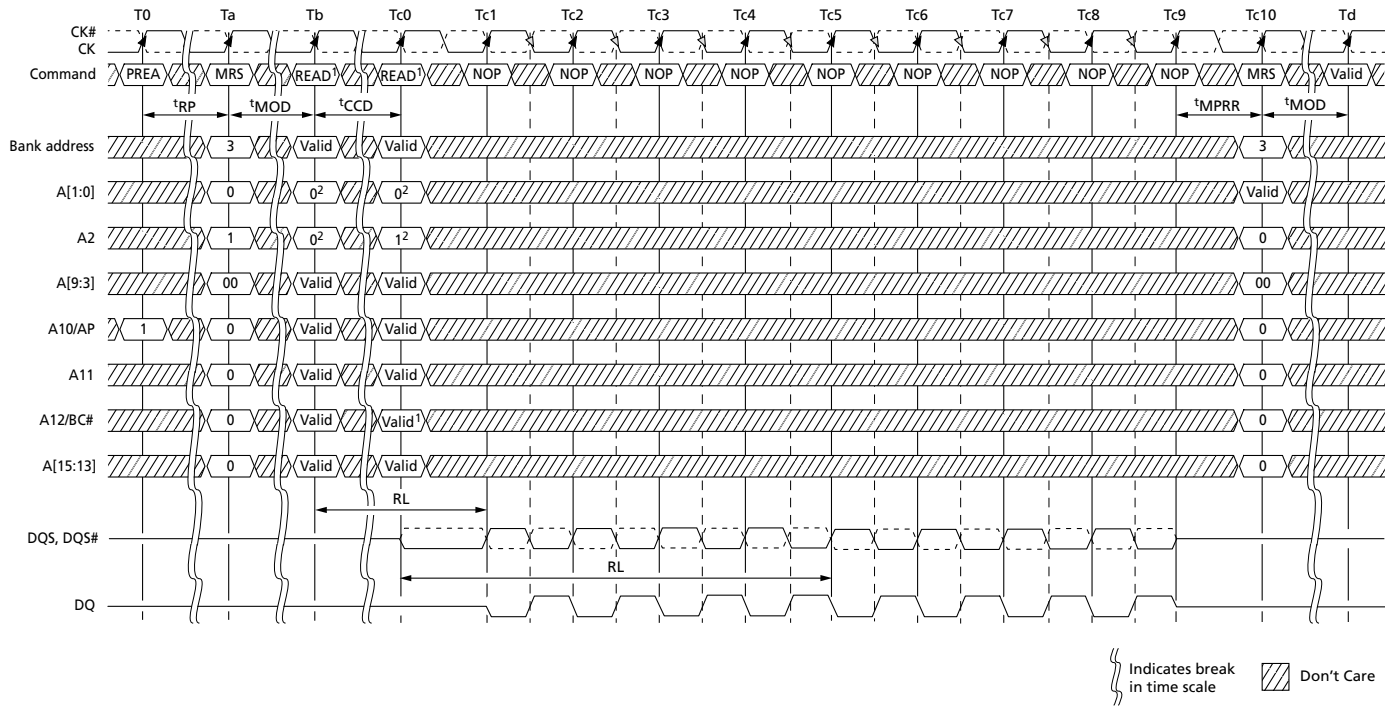 T0 Ta Tb Tc0 Tc1 Tc2 Tc3 Tc4 Tc5 Tc6 Tc7 Tc8 Tc9 Tc10 Td
CK#
CK
Command PREA MRS READ1 READ1 NOP NOP NOP NOP NOP NOP NOP NOP NOP MRS Valid
tRP tMOD tCCD tMPRR tMOD
Bank address 3 Valid Valid 3
A[1:0] 0 02 02 Valid
A2 1 02 12 0
A[9:3] 00 Valid Valid 00
A10/AP 1 0 Valid Valid 0
A11 0 Valid Valid 0
A12/BC# 0 Valid Valid1 0
A[15:13] 0 Valid Valid 0
RL
DQS, DQS#
RL
DQ
Indicates break
in time scale
Don't Care